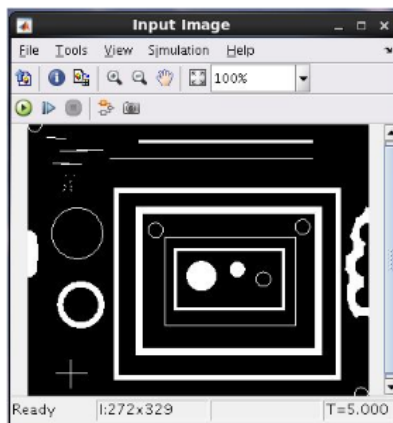 Input Image
File Tools View Simulation Help
100%
Ready I:272x329 T=5.000